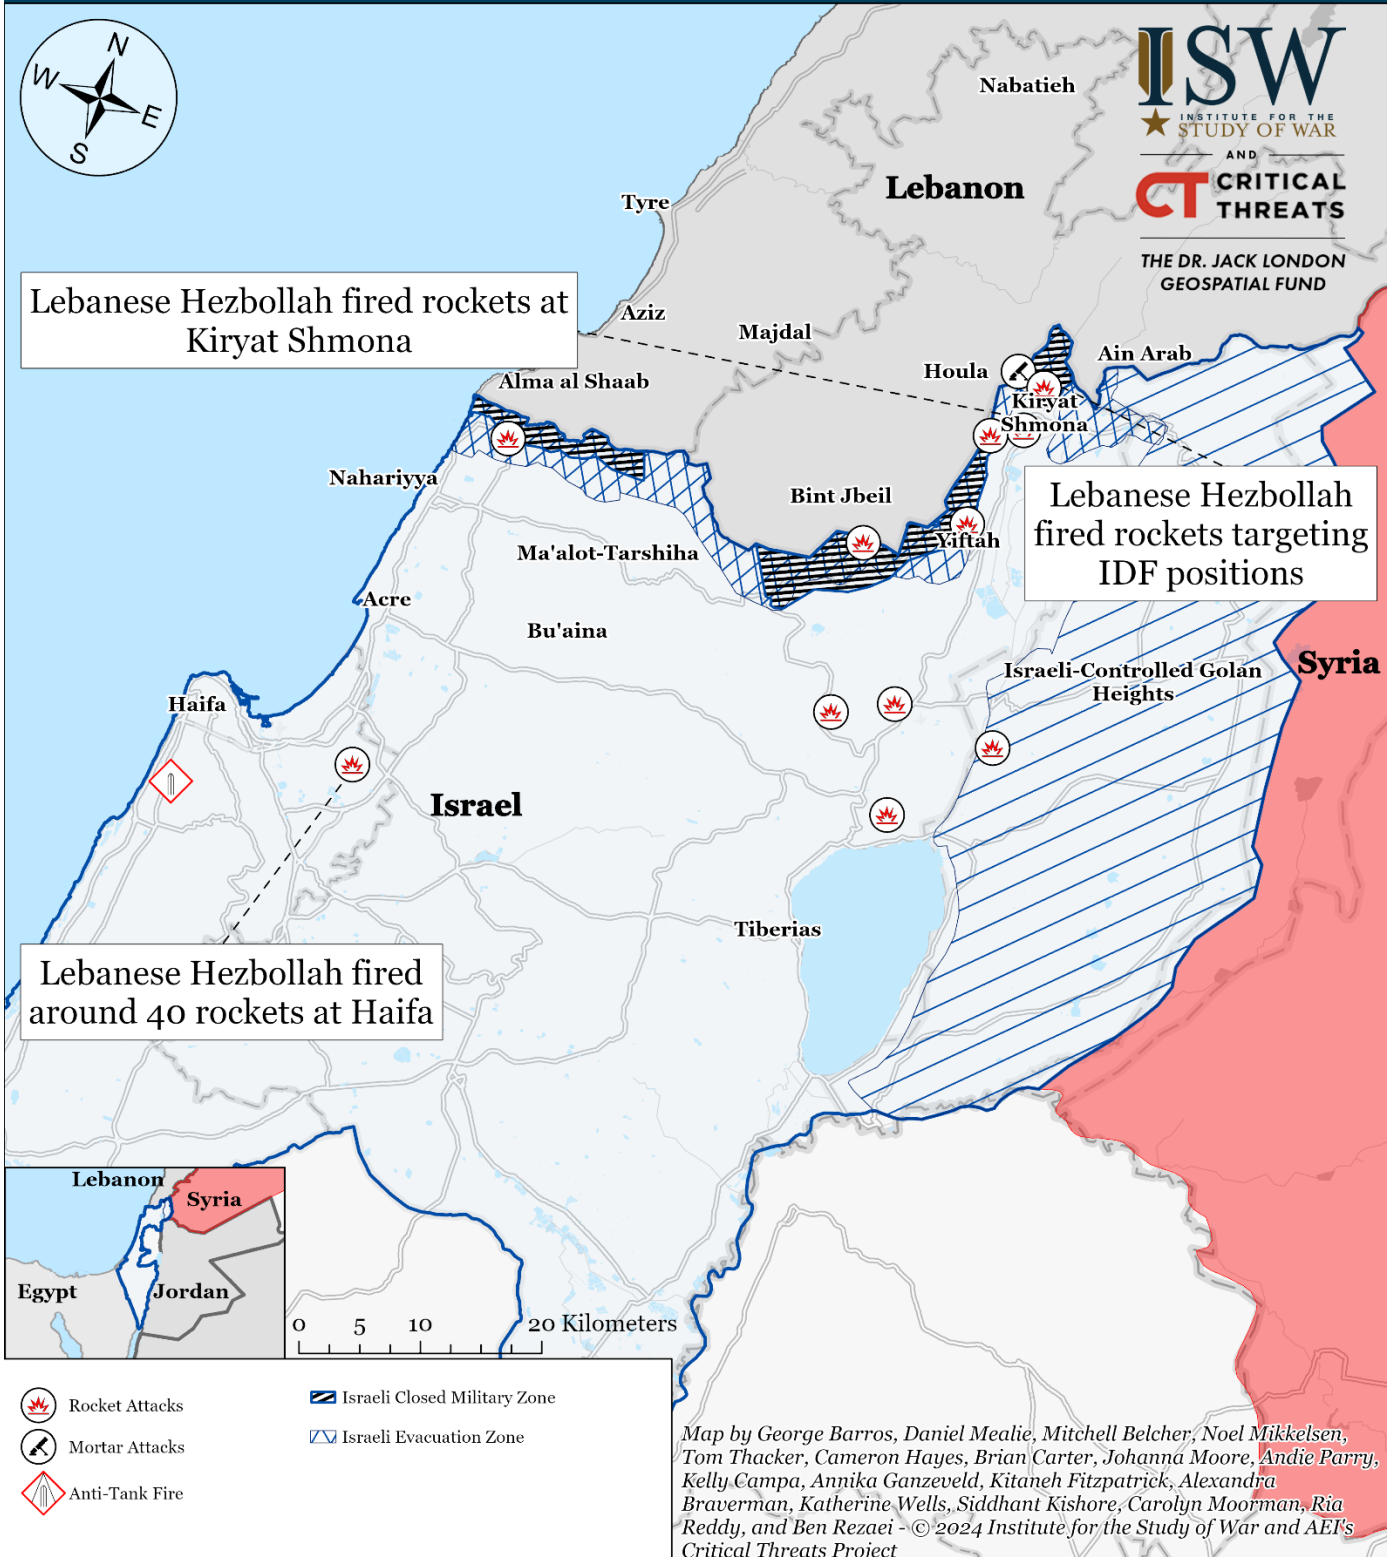 N
W
E
S
ISW
INSTITUTE FOR THE
STUDY OF WAR
AND
CT CRITICAL
THREATS
THE DR. JACK LONDON
GEOSPATIAL FUND
Nabatieh
Lebanon
Tyre
Lebanese Hezbollah fired rockets at
Kiryat Shmona
Aziz
Majdal
Ain Arab
Houla
Alma al Shaab
Kiryat
Shmona
Nahariyya
Bint Jbeil
Lebanese Hezbollah
fired rockets targeting
IDF positions
Yiftah
Ma'alot-Tarshiha
Acre
Bu'aina
Israeli-Controlled Golan
Heights
Syria
Haifa
Israel
Tiberias
Lebanese Hezbollah fired
around 40 rockets at Haifa
Lebanon
Syria
Egypt
Jordan
0 5 10 20 Kilometers
Rocket Attacks
Mortar Attacks
Anti-Tank Fire
Israeli Closed Military Zone
Israeli Evacuation Zone
Map by George Barros, Daniel Mealie, Mitchell Belcher, Noel Mikkelsen,
Tom Thacker, Cameron Hayes, Brian Carter, Johanna Moore, Andie Parry,
Kelly Campa, Annika Ganzeveld, Kitaneh Fitzpatrick, Alexandra
Braverman, Katherine Wells, Siddhant Kishore, Carolyn Moorman, Ria
Reddy, and Ben Rezaei - © 2024 Institute for the Study of War and AEI's
Critical Threats Project